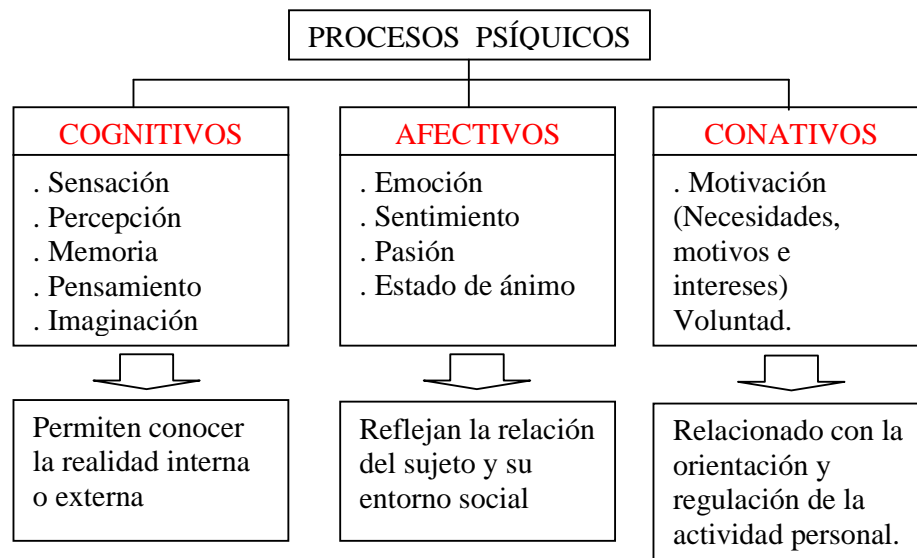 PROCESOS PSÍQUICOS
COGNITIVOS
. Sensación
. Percepción
. Memoria
. Pensamiento
. Imaginación
Permiten conocer
la realidad interna
o externa
AFECTIVOS
. Emoción
. Sentimiento
. Pasión
. Estado de ánimo
Reflejan la relación
del sujeto y su
entorno social
CONATIVOS
. Motivación
(Necesidades,
motivos e
intereses)
Voluntad.
Relacionado con la
orientación y
regulación de la
actividad personal.